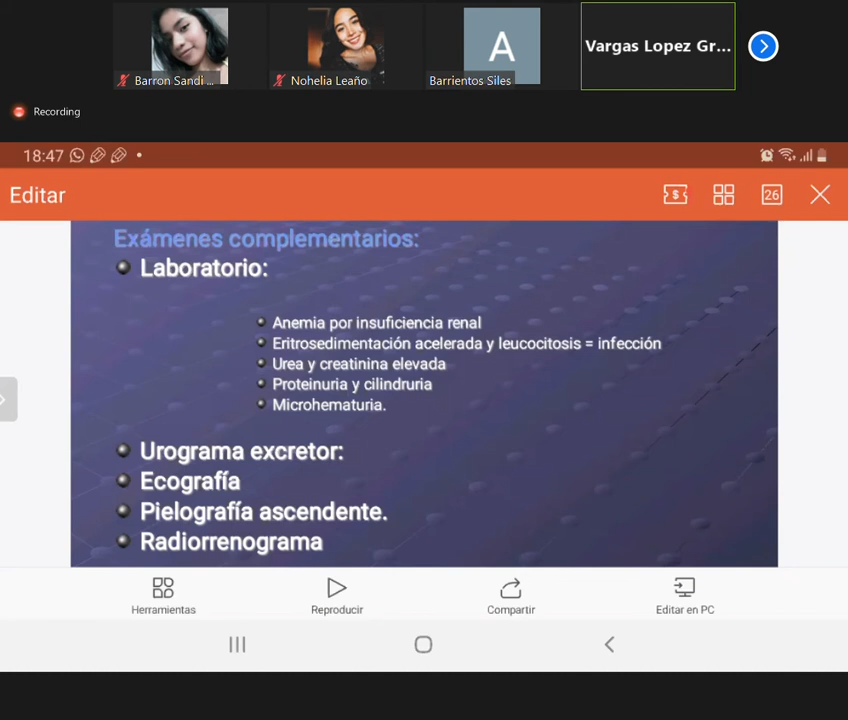 Barron Sandi ...
Nohelia Leaño
A
Barrientos Siles
Vargas Lopez Gr...
Recording
18:47
Editar
$
26
Exámenes complementarios:
Laboratorio:
Anemia por insuficiencia renal
Eritrosedimentación acelerada y leucocitosis = infección
Urea y creatinina elevada
Proteinuria y cilindruria
Microhematuria.
Urograma excretor:
Ecografía
Pielografía ascendente.
Radiorrenograma
Herramientas
Reproducir
Compartir
Editar en PC